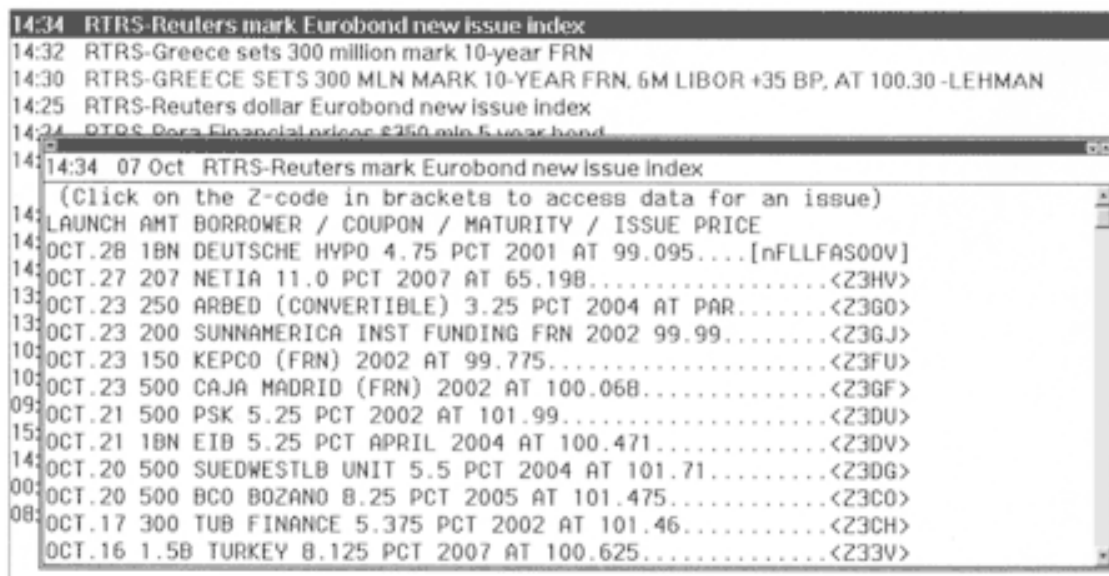 14:34 RTRS-Reuters mark Eurobond new issue index
14:32 RTRS-Greece sets 300 million mark 10-year FRN
14:30 RTRS-GREECE SETS 300 MLN MARK 10-YEAR FRN, 6M LIBOR +35 BP, AT 100.30 -LEHMAN
14:25 RTRS-Reuters dollar Eurobond new issue index
14:24 RTRS-Pera Financial prices $350 mln 5-year bond
14:34 07 Oct RTRS-Reuters mark Eurobond new issue index
(Click on the Z-code in brackets to access data for an issue)
LAUNCH AMT BORROWER / COUPON / MATURITY / ISSUE PRICE
OCT.28 1BN DEUTSCHE HYPO 4.75 PCT 2001 AT 99.095....[nFLLFAS00V]
OCT.27 207 NETIA 11.0 PCT 2007 AT 65.198..................<Z3HV>
OCT.23 250 ARBED (CONVERTIBLE) 3.25 PCT 2004 AT PAR.......<Z3GO>
OCT.23 200 SUNNAMERICA INST FUNDING FRN 2002 99.99........<Z3GJ>
OCT.23 150 KEPCO (FRN) 2002 AT 99.775.....................<Z3FU>
OCT.23 500 CAJA MADRID (FRN) 2002 AT 100.068..............<Z3GF>
OCT.21 500 PSK 5.25 PCT 2002 AT 101.99....................<Z3DU>
OCT.21 1BN EIB 5.25 PCT APRIL 2004 AT 100.471.............<Z3DV>
OCT.20 500 SUEDWESTLB UNIT 5.5 PCT 2004 AT 101.71.........<Z3DG>
OCT.20 500 BCO BOZANO 8.25 PCT 2005 AT 101.475............<Z3CO>
OCT.17 300 TUB FINANCE 5.375 PCT 2002 AT 101.46...........<Z3CH>
OCT.16 1.5B TURKEY 8.125 PCT 2007 AT 100.625..............<Z33V>